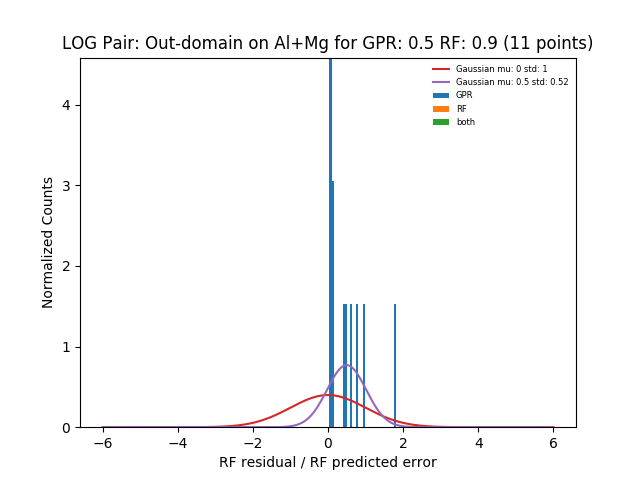 LOG Pair: Out-domain on Al+Mg for GPR: 0.5 RF: 0.9 (11 points)
Gaussian mu: 0 std: 1
Gaussian mu: 0.5 std: 0.52
GPR
RF
both
Normalized Counts
4
3
2
1
0
−6 −4 −2 0 2 4 6
RF residual / RF predicted error